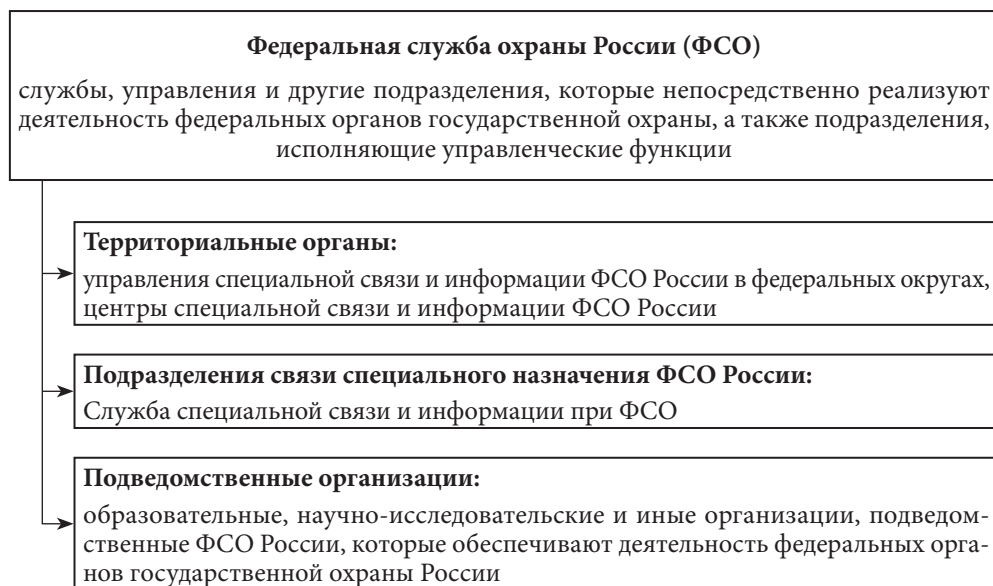 Федеральная служба охраны России (ФСО)
службы, управления и другие подразделения, которые непосредственно реализуют
деятельность федеральных органов государственной охраны, а также подразделения,
исполняющие управленческие функции
Территориальные органы:
управления специальной связи и информации ФСО России в федеральных округах,
центры специальной связи и информации ФСО России
Подразделения связи специального назначения ФСО России:
Служба специальной связи и информации при ФСО
Подведомственные организации:
образовательные, научно-исследовательские и иные организации, подведом-
ственные ФСО России, которые обеспечивают деятельность федеральных орга-
нов государственной охраны России